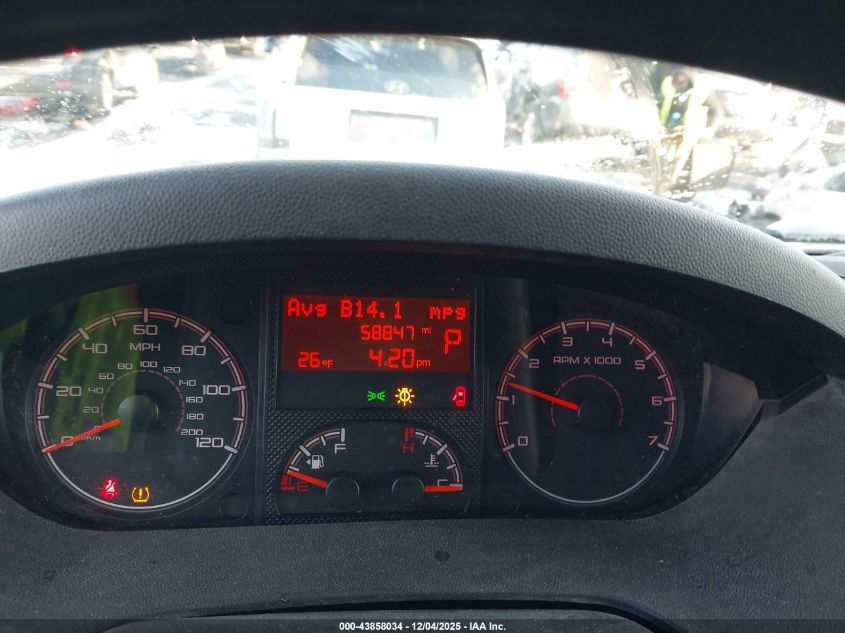 Avg B14.1 mpg
58847 mi
P
26°F 4:20 pm
0 20 40 60 80 100 120
MPH
0 20 40 60 80 100 120 140 160 180 200
km/h
0 1 2 3 4 5 6 7
RPM X 1000
E F
H C
000-43858034 - 12/04/2025 - IAA Inc.